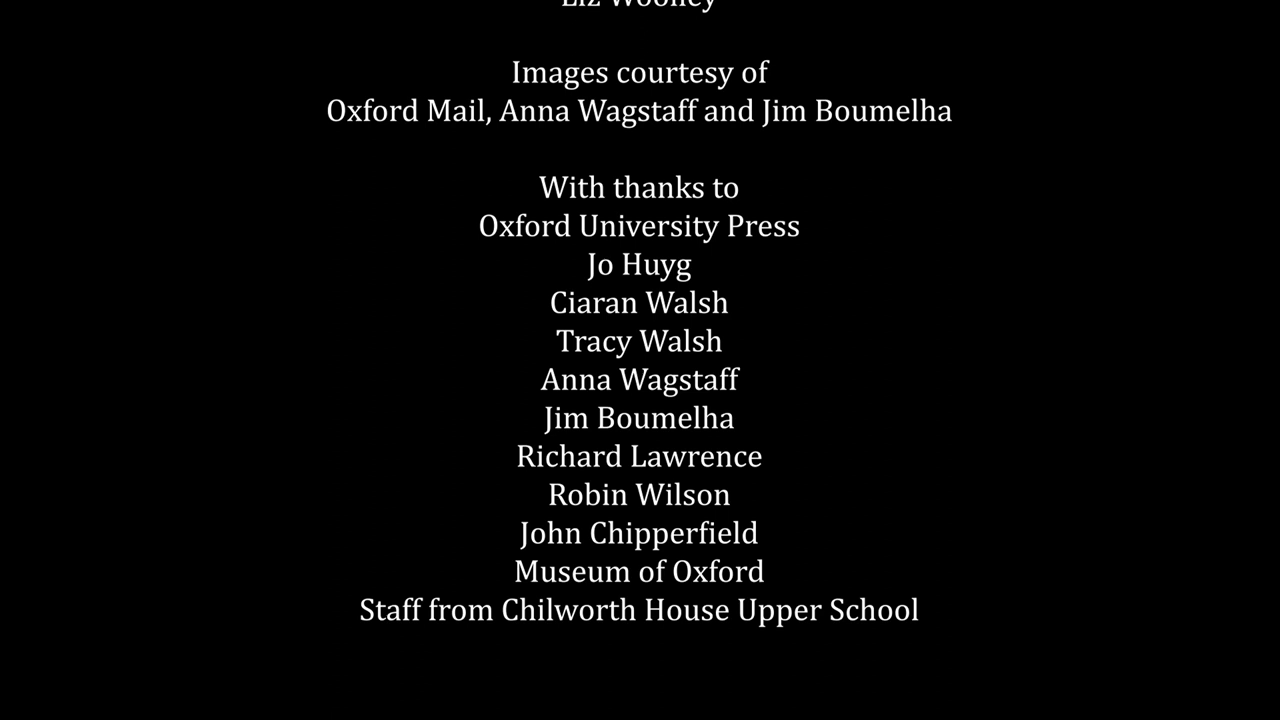 Liz Woolley
Images courtesy of
Oxford Mail, Anna Wagstaff and Jim Boumelha
With thanks to
Oxford University Press
Jo Huyg
Ciaran Walsh
Tracy Walsh
Anna Wagstaff
Jim Boumelha
Richard Lawrence
Robin Wilson
John Chipperfield
Museum of Oxford
Staff from Chilworth House Upper School